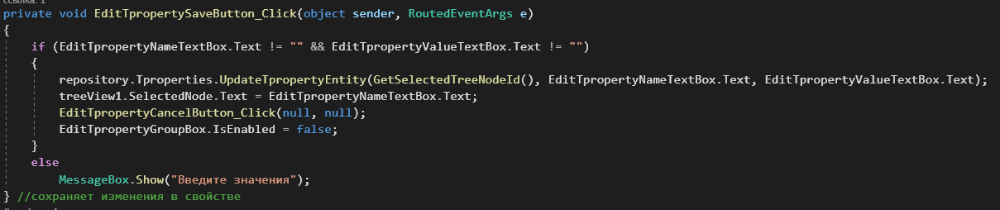 ссылка: 1
private void EditTpropertySaveButton_Click(object sender, RoutedEventArgs e)
{
if (EditTpropertyNameTextBox.Text != "" && EditTpropertyValueTextBox.Text != "")
{
repository.Tproperties.UpdateTpropertyEntity(GetSelectedTreeNodeId(), EditTpropertyNameTextBox.Text, EditTpropertyValueTextBox.Text);
treeView1.SelectedNode.Text = EditTpropertyNameTextBox.Text;
EditTpropertyCancelButton_Click(null, null);
EditTpropertyGroupBox.IsEnabled = false;
}
else
MessageBox.Show("Введите значения");
} //сохраняет изменения в свойстве